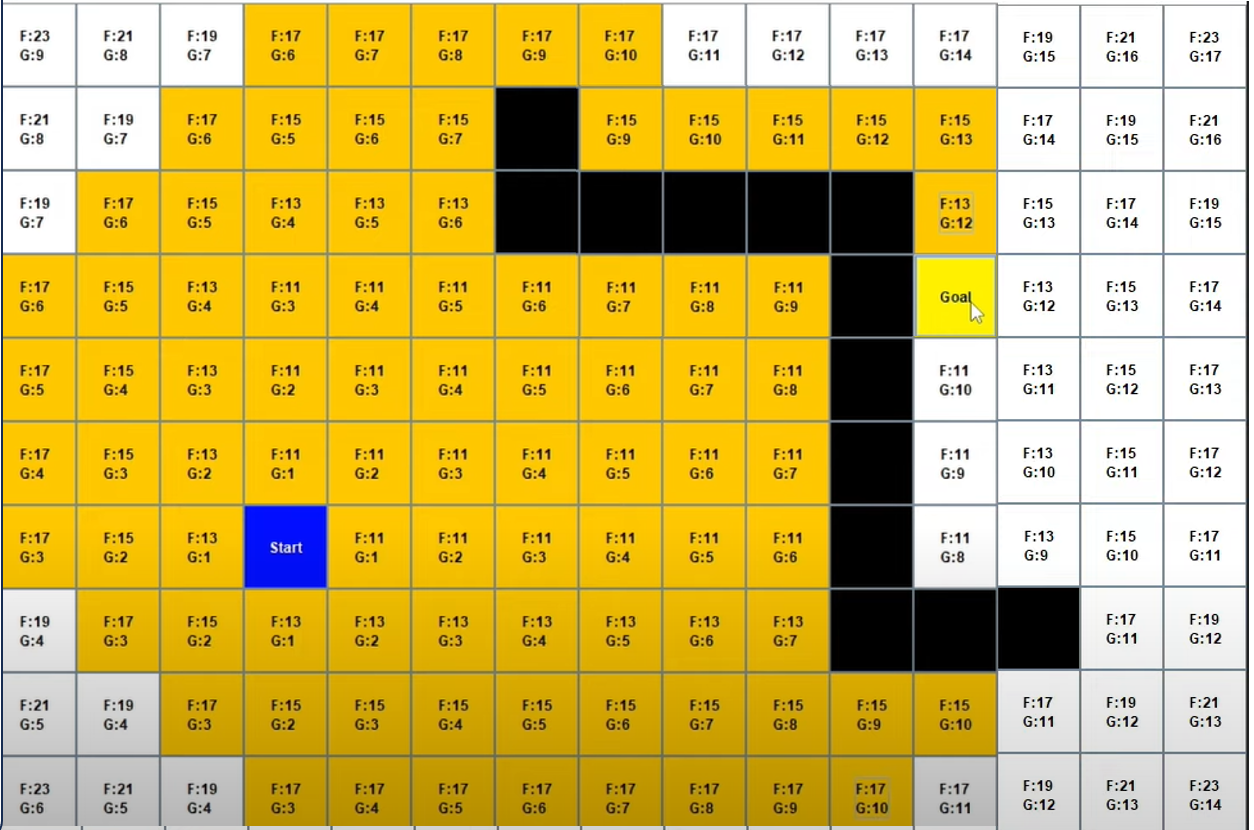 F:23 F:21 F:19 F:17 F:17 F:17 F:17 F:17 F:17 F:17 F:17 F:17 F:19 F:21 F:23
G:9 G:8 G:7 G:6 G:7 G:8 G:9 G:10 G:11 G:12 G:13 G:14 G:15 G:16 G:17
F:21 F:19 F:17 F:15 F:15 F:15 F:15 F:15 F:15 F:15 F:15 F:17 F:19 F:21
G:8 G:7 G:6 G:5 G:6 G:7 G:9 G:10 G:11 G:12 G:13 G:14 G:15 G:16
F:19 F:17 F:15 F:13 F:13 F:13 F:13 F:15 F:17 F:19
G:7 G:6 G:5 G:4 G:5 G:6 G:12 G:13 G:14 G:15
F:17 F:15 F:13 F:11 F:11 F:11 F:11 F:11 F:11 F:11 Goal F:13 F:15 F:17
G:6 G:5 G:4 G:3 G:4 G:5 G:6 G:7 G:8 G:9 G:12 G:13 G:14
F:17 F:15 F:13 F:11 F:11 F:11 F:11 F:11 F:11 F:11 F:11 F:13 F:15 F:17
G:5 G:4 G:3 G:2 G:3 G:4 G:5 G:6 G:7 G:8 G:10 G:11 G:12 G:13
F:17 F:15 F:13 F:11 F:11 F:11 F:11 F:11 F:11 F:11 F:11 F:13 F:15 F:17
G:4 G:3 G:2 G:1 G:2 G:3 G:4 G:5 G:6 G:7 G:9 G:10 G:11 G:12
F:17 F:15 F:13 Start F:11 F:11 F:11 F:11 F:11 F:11 F:11 F:13 F:15 F:17
G:3 G:2 G:1 G:1 G:2 G:3 G:4 G:5 G:6 G:8 G:9 G:10 G:11
F:19 F:17 F:15 F:13 F:13 F:13 F:13 F:13 F:13 F:13 F:17 F:19
G:4 G:3 G:2 G:1 G:2 G:3 G:4 G:5 G:6 G:7 G:11 G:12
F:21 F:19 F:17 F:15 F:15 F:15 F:15 F:15 F:15 F:15 F:15 F:15 F:17 F:19 F:21
G:5 G:4 G:3 G:2 G:3 G:4 G:5 G:6 G:7 G:8 G:9 G:10 G:11 G:12 G:13
F:23 F:21 F:19 F:17 F:17 F:17 F:17 F:17 F:17 F:17 F:17 F:17 F:19 F:21 F:23
G:6 G:5 G:4 G:3 G:4 G:5 G:6 G:7 G:8 G:9 G:10 G:11 G:12 G:13 G:14